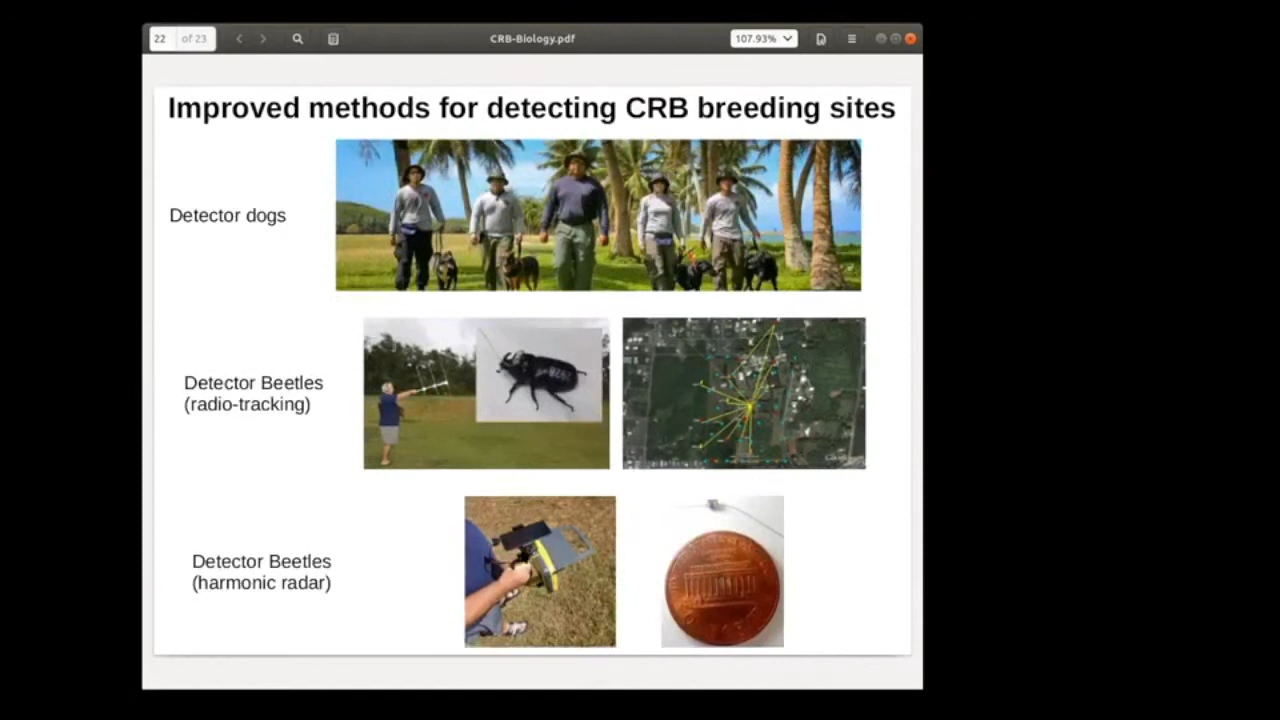 22 of 23
CRB-Biology.pdf
107.93%
Improved methods for detecting CRB breeding sites
Detector dogs
Detector Beetles
(radio-tracking)
Detector Beetles
(harmonic radar)